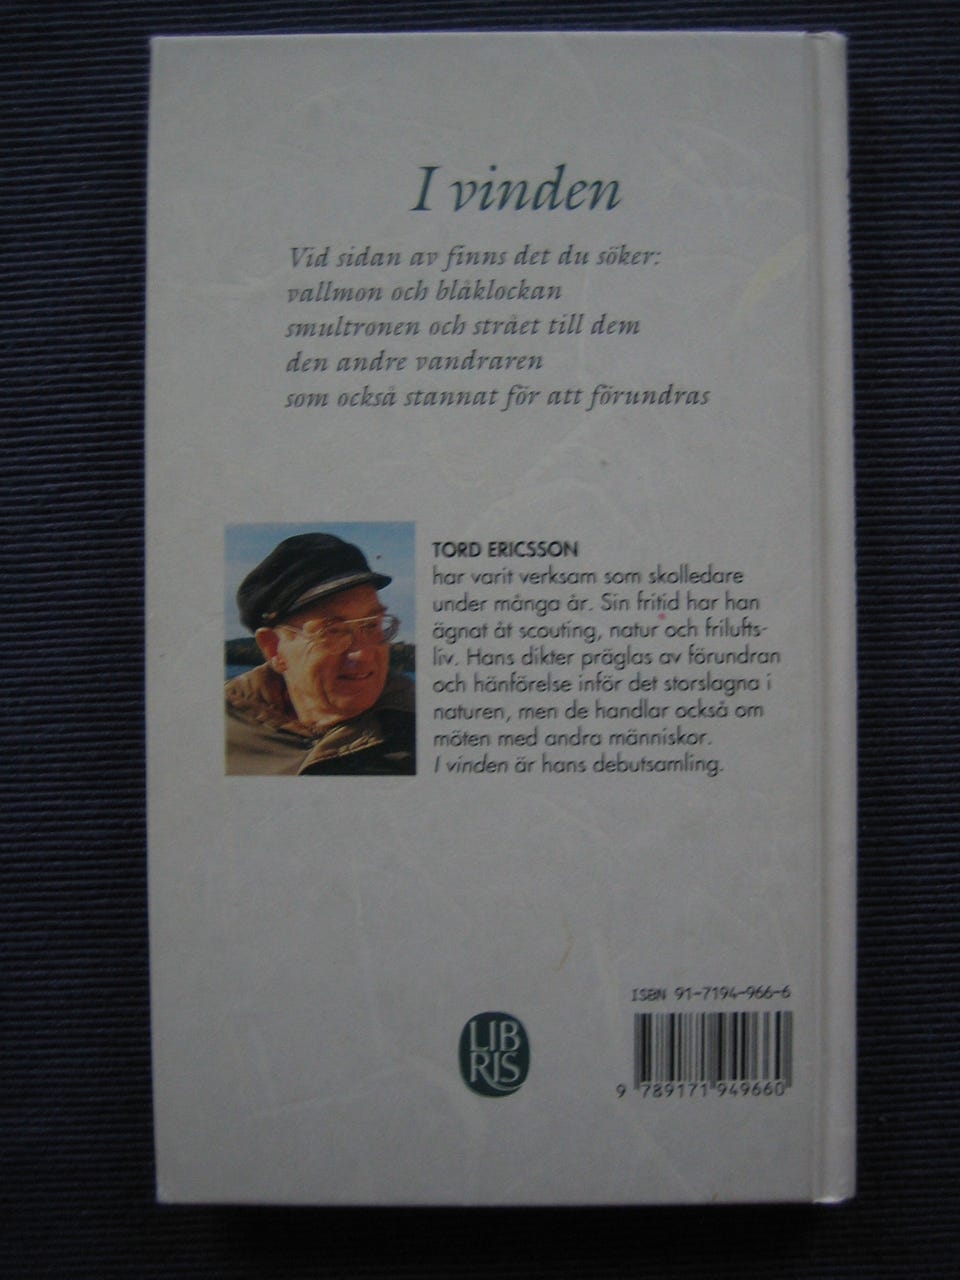 I vinden
Vid sidan av finns det du söker:
vallmon och blåklockan
smultronen och strået till dem
den andre vandraren
som också stannat för att förundras
TORD ERICSSON
har varit verksam som skolledare
under många år. Sin fritid har han
ägnat åt scouting, natur och frilufts-
liv. Hans dikter präglas av förundran
och hänförelse inför det storslagna i
naturen, men de handlar också om
möten med andra människor.
I vinden är hans debutsamling.
ISBN 91-7194-966-6
LIB
RIS
9 789171 949660